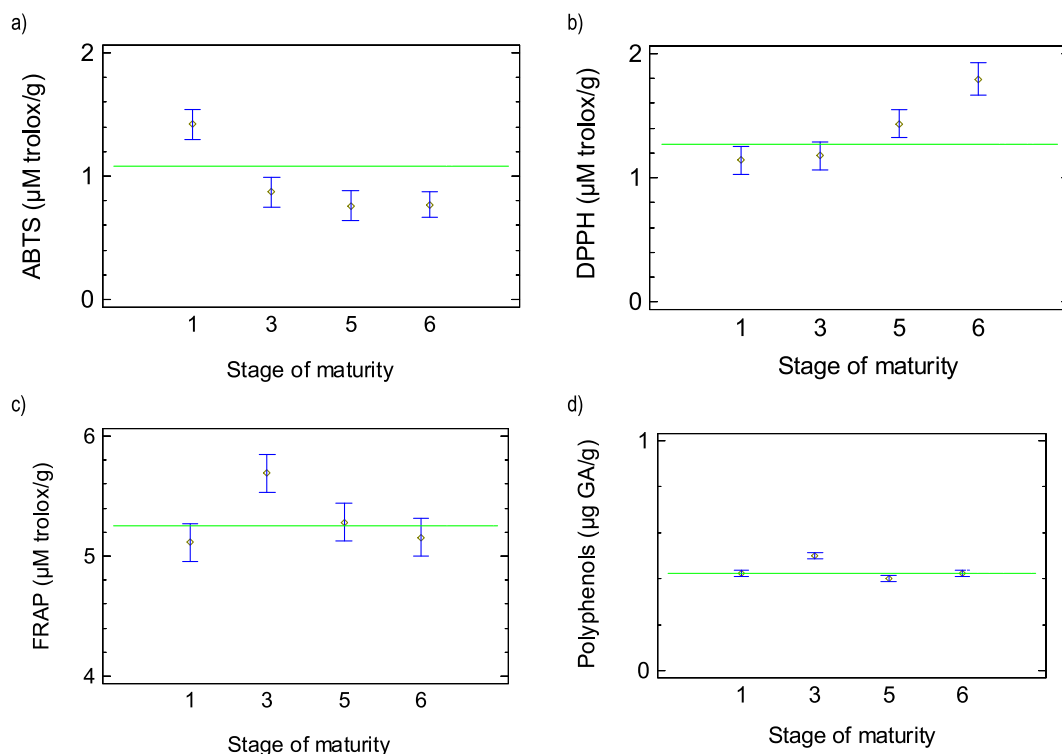 a)
2
1
0
ABTS (µM trolox/g)
1 3 5 6
Stage of maturity
b)
2
1
0
DPPH (µM trolox/g)
1 3 5 6
Stage of maturity
c)
6
5
4
FRAP (µM trolox/g)
1 3 5 6
Stage of maturity
d)
1
0
Polyphenols (µg GA/g)
1 3 5 6
Stage of maturity